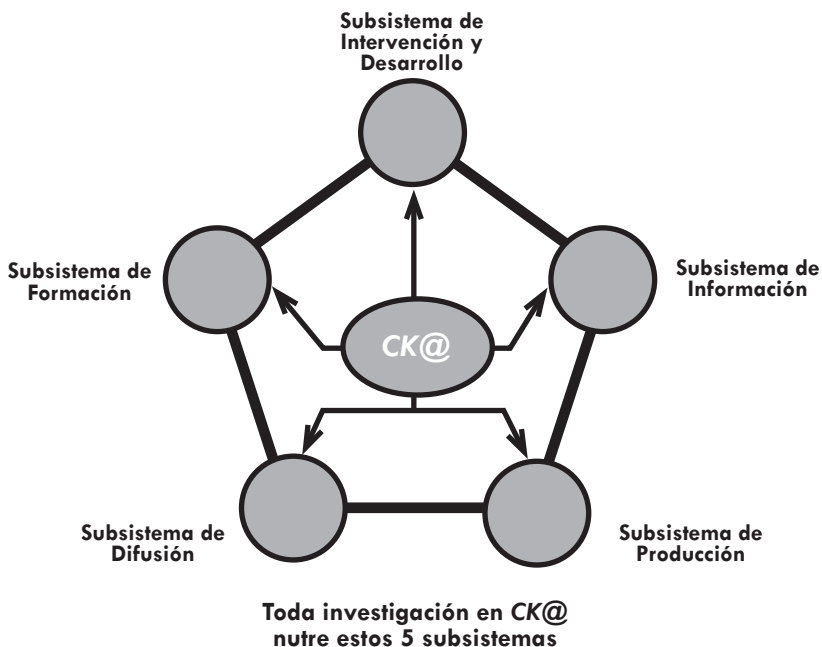 Subsistema de
Intervención y
Desarrollo
Subsistema de
Formación
Subsistema de
Información
CK@
Subsistema de
Difusión
Subsistema de
Producción
Toda investigación en CK@
nutre estos 5 subsistemas